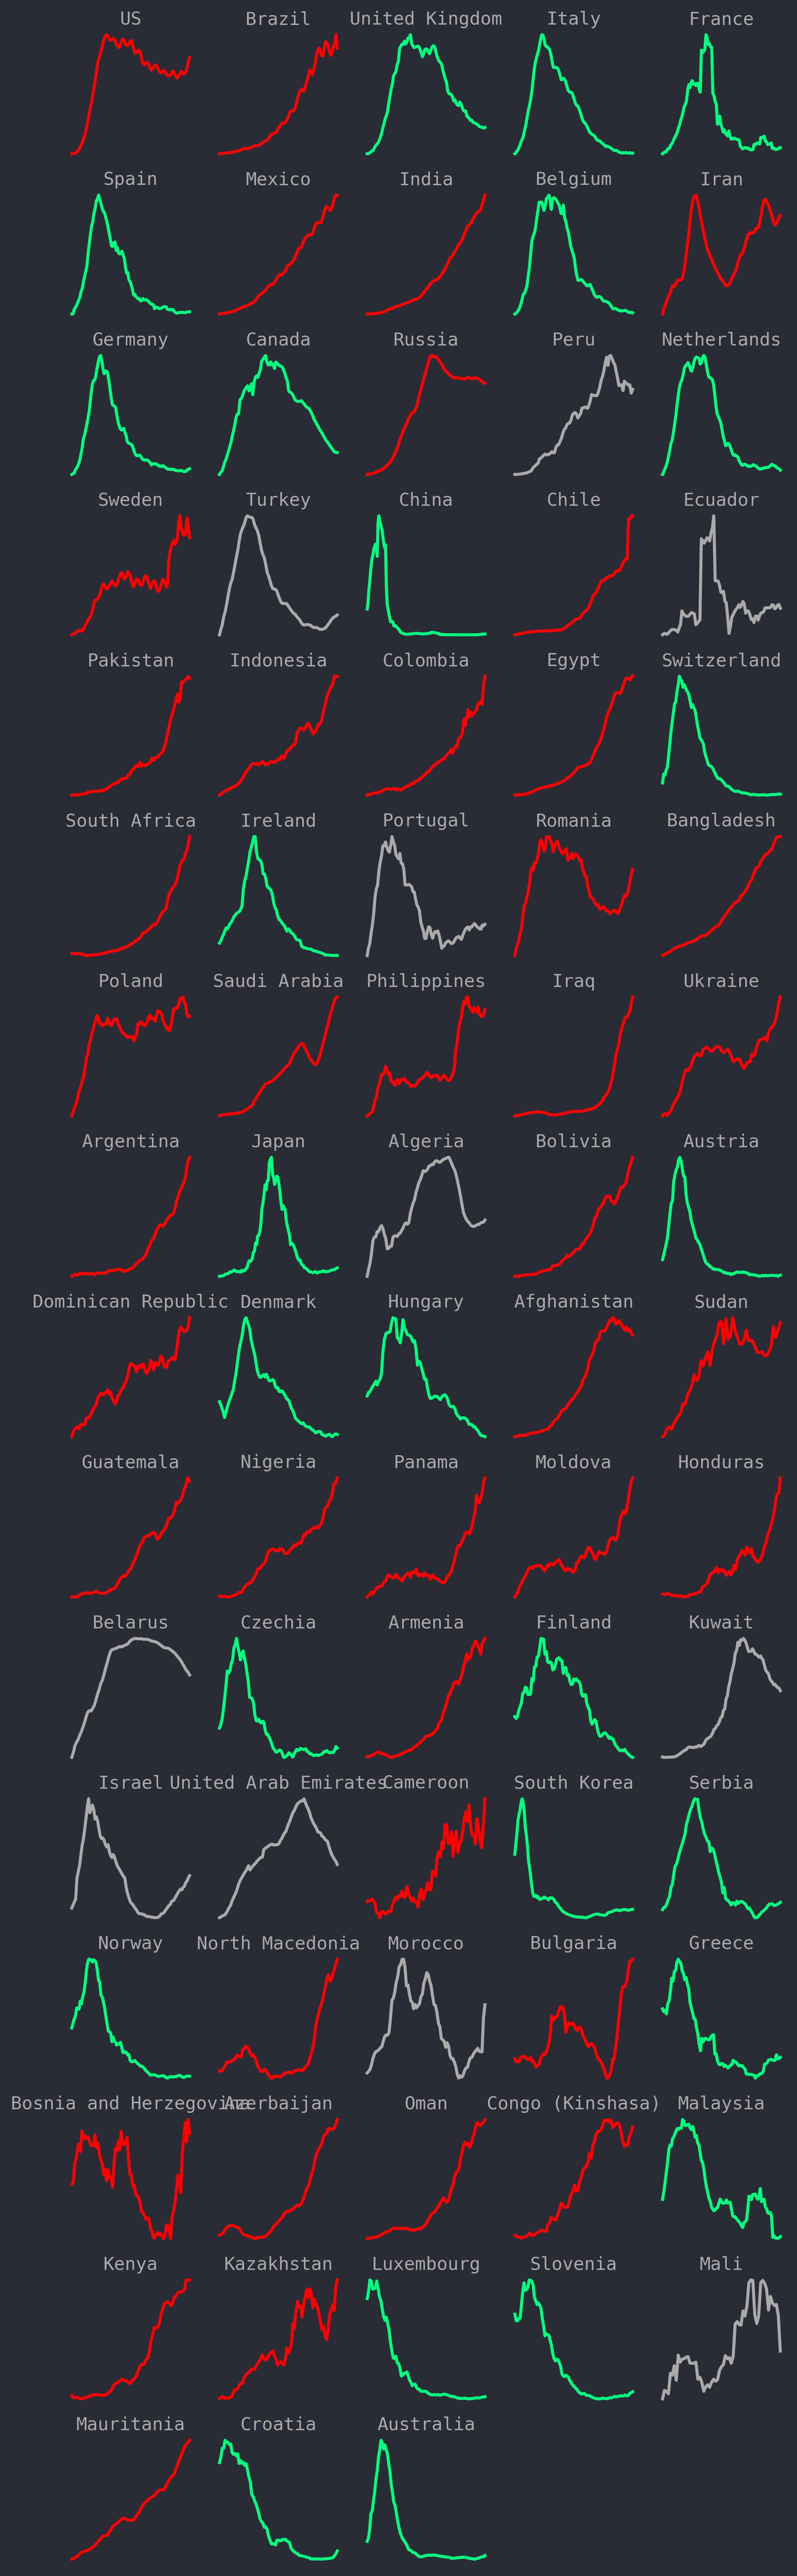 US Brazil United Kingdom Italy France
Spain Mexico India Belgium Iran
Germany Canada Russia Peru Netherlands
Sweden Turkey China Chile Ecuador
Pakistan Indonesia Colombia Egypt Switzerland
South Africa Ireland Portugal Romania Bangladesh
Poland Saudi Arabia Philippines Iraq Ukraine
Argentina Japan Algeria Bolivia Austria
Dominican Republic Denmark Hungary Afghanistan Sudan
Guatemala Nigeria Panama Moldova Honduras
Belarus Czechia Armenia Finland Kuwait
Israel United Arab Emirates Cameroon South Korea Serbia
Norway North Macedonia Morocco Bulgaria Greece
Bosnia and Herzegovina Azerbaijan Oman Congo (Kinshasa) Malaysia
Kenya Kazakhstan Luxembourg Slovenia Mali
Mauritania Croatia Australia